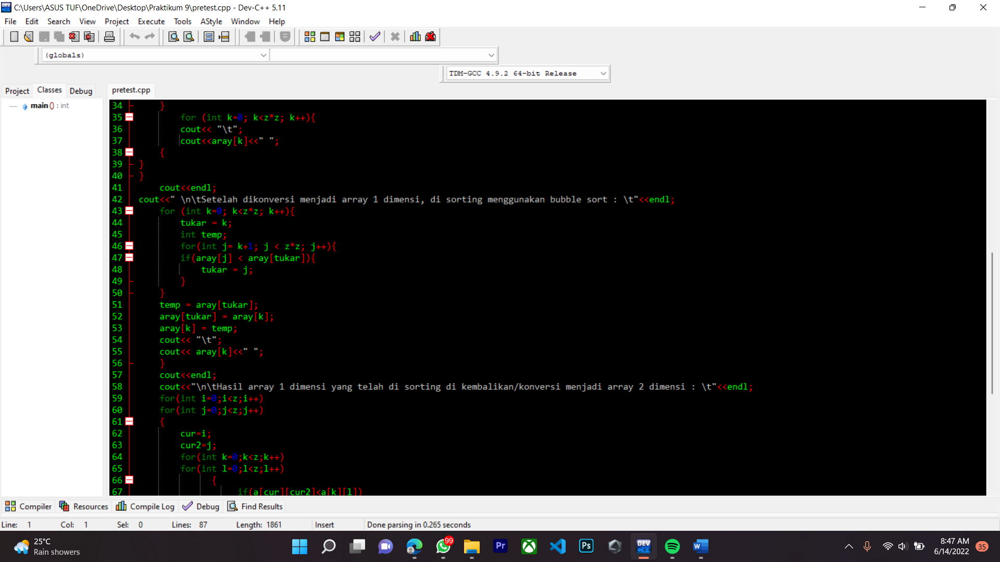 C:\Users\ASUS TUF\OneDrive\Desktop\Praktikum 9\pretest.cpp - Dev-C++ 5.11
File Edit Search View Project Execute Tools AStyle Window Help
(globals)
TDM-GCC 4.9.2 64-bit Release
Project Classes Debug
main () : int
pretest.cpp
34 }
35 for (int k=0; k<z*z; k++){
36 cout<< "\t";
37 cout<<aray[k]<<" ";
38 {
39 }
40 }
41 cout<<endl;
42 cout<<" \n\tSetelah dikonversi menjadi array 1 dimensi, di sorting menggunakan bubble sort : \t"<<endl;
43 for (int k=0; k<z*z; k++){
44 tukar = k;
45 int temp;
46 for(int j= k+1; j < z*z; j++){
47 if(aray[j] < aray[tukar]){
48 tukar = j;
49 }
50 }
51 temp = aray[tukar];
52 aray[tukar] = aray[k];
53 aray[k] = temp;
54 cout<< "\t";
55 cout<< aray[k]<<" ";
56 }
57 cout<<endl;
58 cout<<"\n\tHasil array 1 dimensi yang telah di sorting di kembalikan/konversi menjadi array 2 dimensi : \t"<<endl;
59 for(int i=0;i<z;i++)
60 for(int j=0;j<z;j++)
61 {
62 cur=i;
63 cur2=j;
64 for(int k=0;k<z;k++)
65 for(int l=0;l<z;l++)
66 {
67 if(a[cur][cur2]<a[k][l])
Compiler Resources Compile Log Debug Find Results
Line: 1 Col: 1 Sel: 0 Lines: 87 Length: 1861 Insert Done parsing in 0.265 seconds
25°C
Rain showers
99
Pr
Ps
DEV
C++
W
8:47 AM
6/14/2022
35